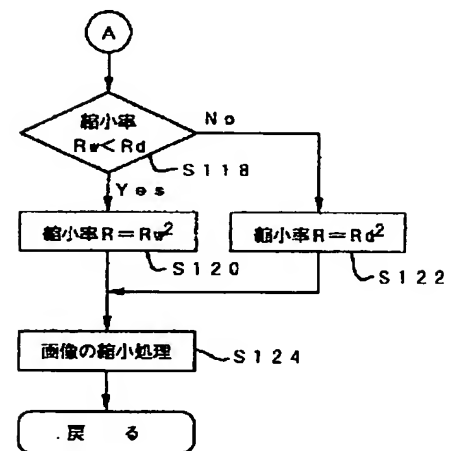 A
縮小率
Rw<Rd
No
S118
Yes
縮小率R=Rw²
縮小率R=Rd²
S120
S122
画像の縮小処理
S124
戻る